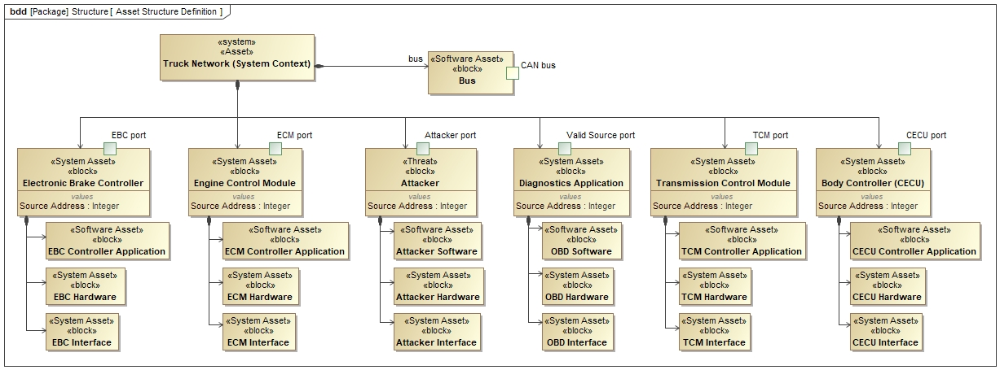 bdd [Package] Structure [ Asset Structure Definition ]
«system»
«Asset»
Truck Network (System Context)
bus
«Software Asset»
«block»
Bus
CAN bus
EBC port
ECM port
Attacker port
Valid Source port
TCM port
CECU port
«System Asset»
«block»
Electronic Brake Controller
values
Source Address : Integer
«System Asset»
«block»
Engine Control Module
values
Source Address : Integer
«Threat»
«block»
Attacker
values
Source Address : Integer
«System Asset»
«block»
Diagnostics Application
values
Source Address : Integer
«System Asset»
«block»
Transmission Control Module
values
Source Address : Integer
«System Asset»
«block»
Body Controller (CECU)
values
Source Address : Integer
«Software Asset»
«block»
EBC Controller Application
«Software Asset»
«block»
ECM Controller Application
«Software Asset»
«block»
Attacker Software
«Software Asset»
«block»
OBD Software
«Software Asset»
«block»
TCM Controller Application
«Software Asset»
«block»
CECU Controller Application
«System Asset»
«block»
EBC Hardware
«System Asset»
«block»
ECM Hardware
«System Asset»
«block»
Attacker Hardware
«System Asset»
«block»
OBD Hardware
«System Asset»
«block»
TCM Hardware
«System Asset»
«block»
CECU Hardware
«System Asset»
«block»
EBC Interface
«System Asset»
«block»
ECM Interface
«System Asset»
«block»
Attacker Interface
«System Asset»
«block»
OBD Interface
«System Asset»
«block»
TCM Interface
«System Asset»
«block»
CECU Interface